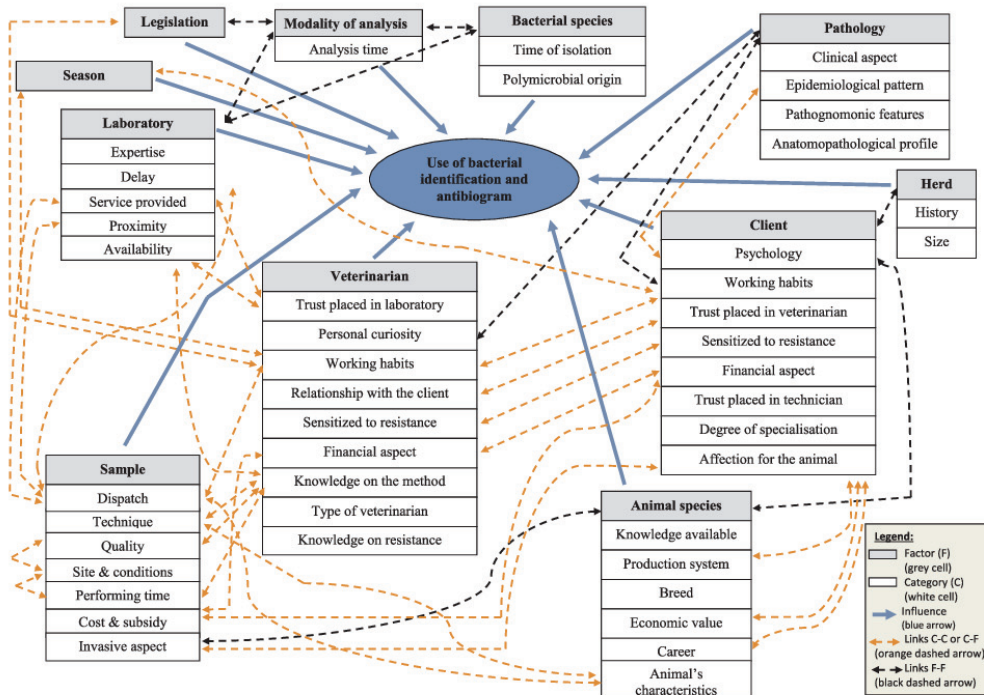 Legislation
Modality of analysis
Analysis time
Bacterial species
Time of isolation
Polymicrobial origin
Pathology
Clinical aspect
Epidemiological pattern
Pathognomonic features
Anatomopathological profile
Season
Laboratory
Expertise
Delay
Service provided
Proximity
Availability
Use of bacterial
identification and
antibiogram
Herd
History
Size
Client
Psychology
Working habits
Trust placed in veterinarian
Sensitized to resistance
Financial aspect
Trust placed in technician
Degree of specialisation
Affection for the animal
Veterinarian
Trust placed in laboratory
Personal curiosity
Working habits
Relationship with the client
Sensitized to resistance
Financial aspect
Knowledge on the method
Type of veterinarian
Knowledge on resistance
Sample
Dispatch
Technique
Quality
Site & conditions
Performing time
Cost & subsidy
Invasive aspect
Animal species
Knowledge available
Production system
Breed
Economic value
Career
Animal's
characteristics
Legend:
Factor (F)
(grey cell)
Category (C)
(white cell)
Influence
(blue arrow)
Links C-C or C-F
(orange dashed arrow)
Links F-F
(black dashed arrow)